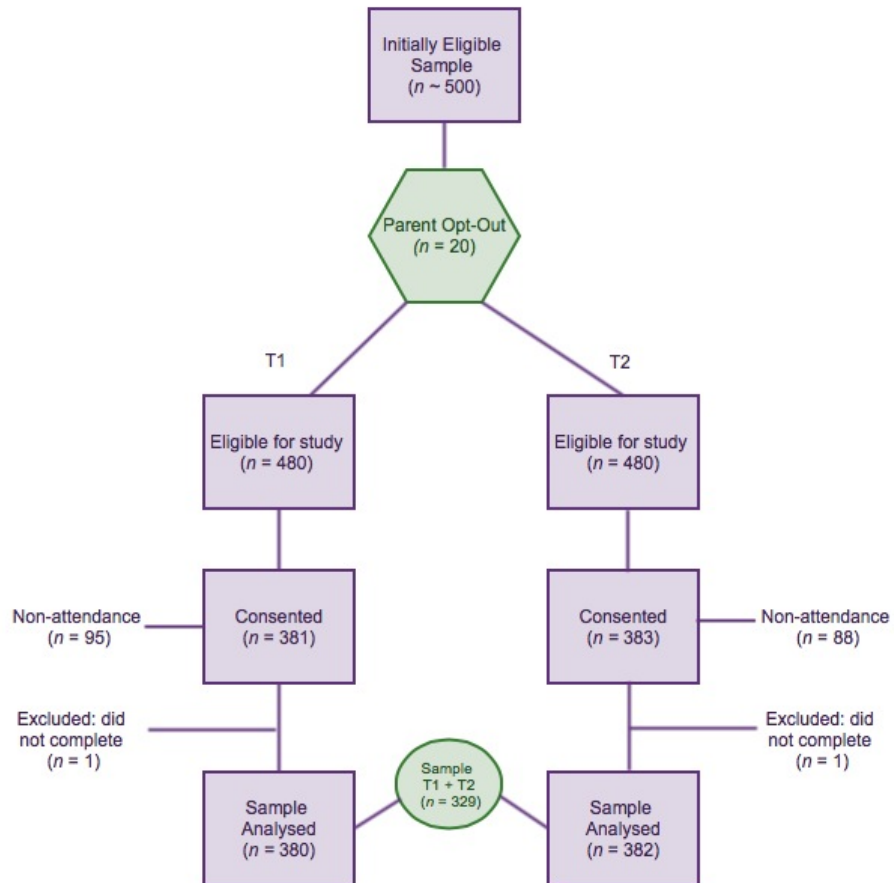 Initially Eligible
Sample
(n ~ 500)
Parent Opt-Out
(n = 20)
T1
T2
Eligible for study
(n = 480)
Eligible for study
(n = 480)
Non-attendance
(n = 95)
Consented
(n = 381)
Consented
(n = 383)
Non-attendance
(n = 88)
Excluded: did
not complete
(n = 1)
Excluded: did
not complete
(n = 1)
Sample
T1 + T2
(n = 329)
Sample
Analysed
(n = 380)
Sample
Analysed
(n = 382)